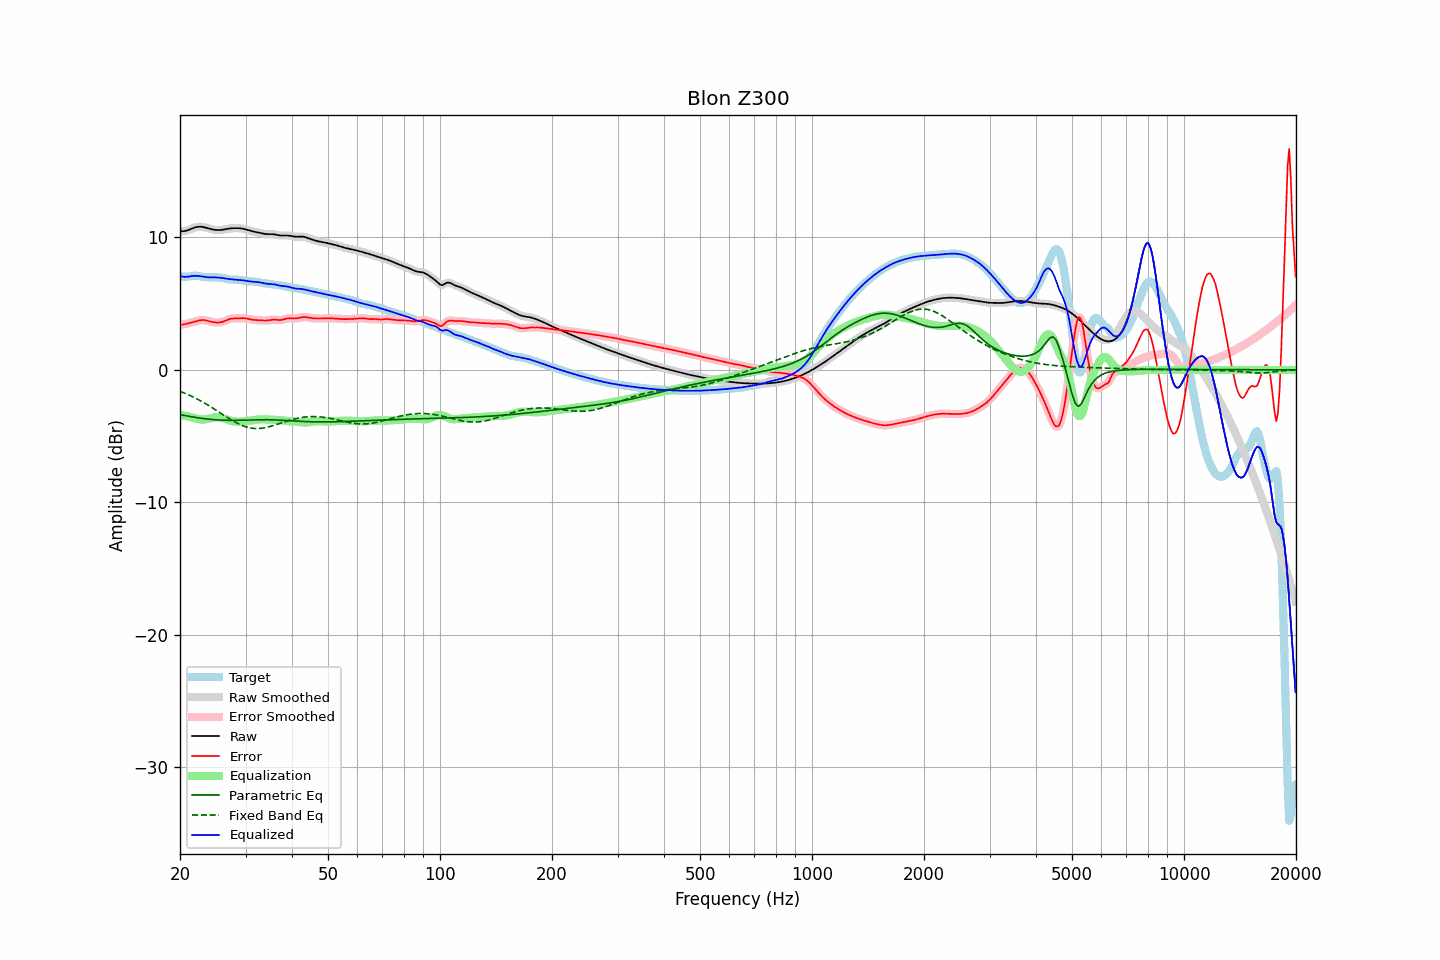 Blon Z300
Amplitude (dBr)
10
0
−10
−20
−30
Target
Raw Smoothed
Error Smoothed
Raw
Error
Equalization
Parametric Eq
Fixed Band Eq
Equalized
20 50 100 200 500 1000 2000 5000 10000 20000
Frequency (Hz)